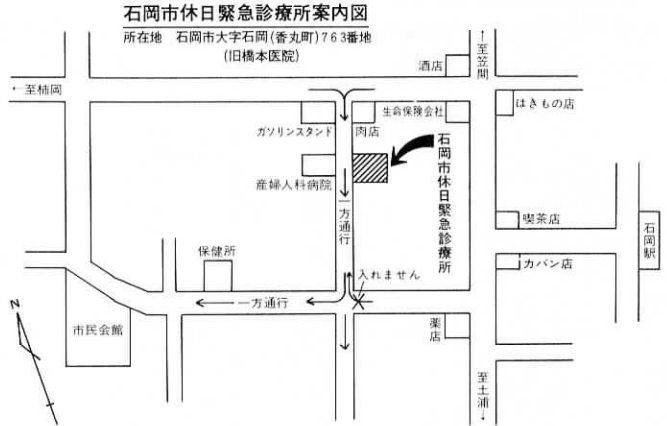 石岡市休日緊急診療所案内図
所在地 石岡市大字石岡(香丸町)763番地
(旧橋本医院)
←至笠間
酒店
←至柿岡
はきもの店
生命保険会社
ガソリンスタンド
肉店
石岡市休日緊急診療所
産婦人科病院
一方通行
喫茶店
石岡駅
保健所
カバン店
入れません
一方通行
N
市民会館
薬店
至土浦→